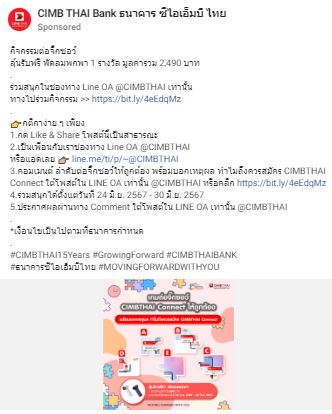 CIMB THAI Bank ธนาคาร ซีไอเอ็มบี ไทย
Sponsored
กิจกรรมต่อจิ๊กซอว์
ลุ้นรับฟรี พัดลมพกพา 1 รางวัล มูลค่ารวม 2,490 บาท
.
ร่วมสนุกในช่องทาง Line OA @CIMBTHAI เท่านั้น
ทางไปร่วมกิจกรรม >> https://bit.ly/4eEdqMz
.
👉กติกาง่าย ๆ เพียง
1.กด Like & Share โพสต์นี้เป็นสาธารณะ
2.เป็นเพื่อนกับเราช่องทางนี้ Line OA @CIMBTHAI
หรือแอดเลย 👉 line.me/ti/p/~@CIMBTHAI
3.คอมเมนต์ ลำดับต่อจิ๊กซอว์ให้ถูกต้อง พร้อมบอกเหตุผล ทำไมถึงควรสมัคร CIMBTHAI
Connect ใต้โพสต์ใน LINE OA เท่านั้น @CIMBTHAI หรือคลิ๊ก https://bit.ly/4eEdqMz
4.ร่วมสนุกได้ตั้งแต่วันที่ 24 มิ.ย. 2567 - 30 มิ.ย. 2567
5.ประกาศผลผ่านทาง Comment ใต้โพสต์ใน LINE OA เท่านั้น @CIMBTHAI
.
*เงื่อนไขเป็นไปตามที่ธนาคารกำหนด
.
#CIMBTHAI15Years #GrowingForward #CIMBTHAIBANK
#ธนาคารซีไอเอ็มบีไทย #MOVINGFORWARDWITHYOU
เกมต่อจิ๊กซอว์
CIMBTHAI Connect ให้ถูกต้อง
A
B
C
D
E